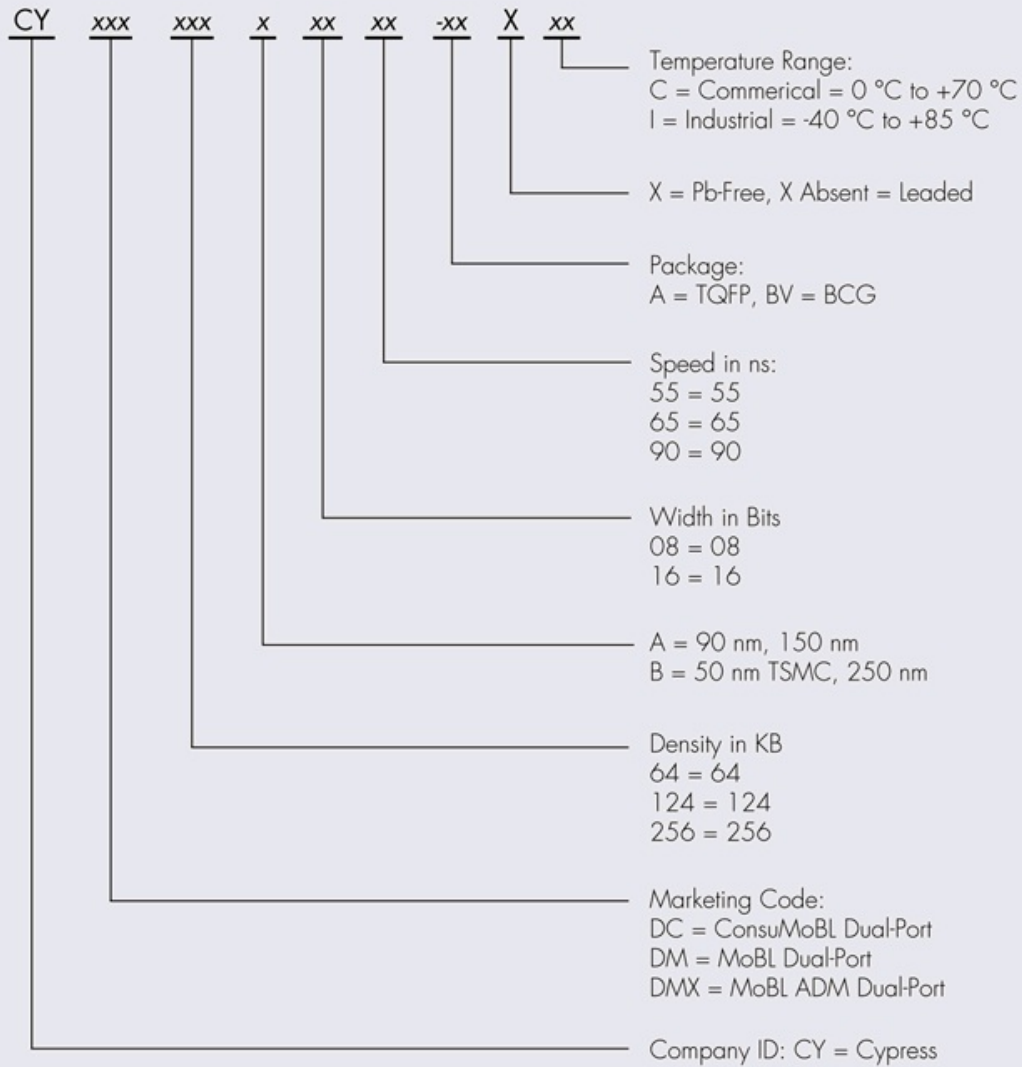 CY xxx xxx x xx xx -xx X xx
Temperature Range:
C = Commerical = 0 °C to +70 °C
I = Industrial = -40 °C to +85 °C
X = Pb-Free, X Absent = Leaded
Package:
A = TQFP, BV = BCG
Speed in ns:
55 = 55
65 = 65
90 = 90
Width in Bits
08 = 08
16 = 16
A = 90 nm, 150 nm
B = 50 nm TSMC, 250 nm
Density in KB
64 = 64
124 = 124
256 = 256
Marketing Code:
DC = ConsuMoBL Dual-Port
DM = MoBL Dual-Port
DMX = MoBL ADM Dual-Port
Company ID: CY = Cypress